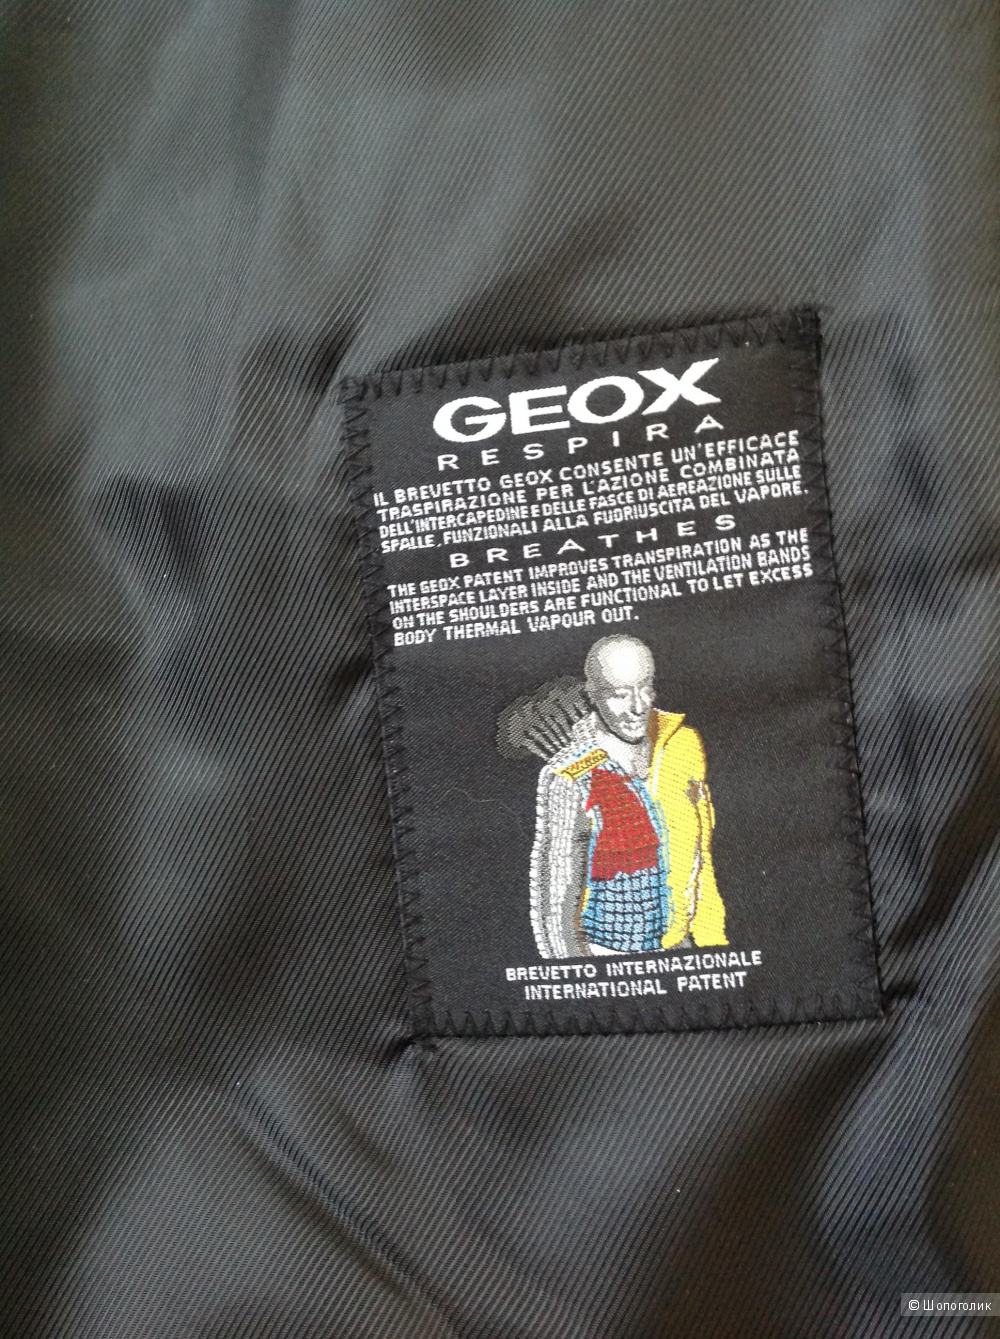 GEOX
RESPIRA
IL BREVETTO GEOX CONSENTE UN'EFFICACE
TRASPIRAZIONE PER L'AZIONE COMBINATA
DELL'INTERCAPEDINE E DELLE FASCE DI AEREAZIONE SULLE
SPALLE, FUNZIONALI ALLA FUORIUSCITA DEL VAPORE.
BREATHES
THE GEOX PATENT IMPROVES TRANSPIRATION AS THE
INTERSPACE LAYER INSIDE AND THE VENTILATION BANDS
ON THE SHOULDERS ARE FUNCTIONAL TO LET EXCESS
BODY THERMAL VAPOUR OUT.
BREVETTO INTERNAZIONALE
INTERNATIONAL PATENT
© Шопоголик